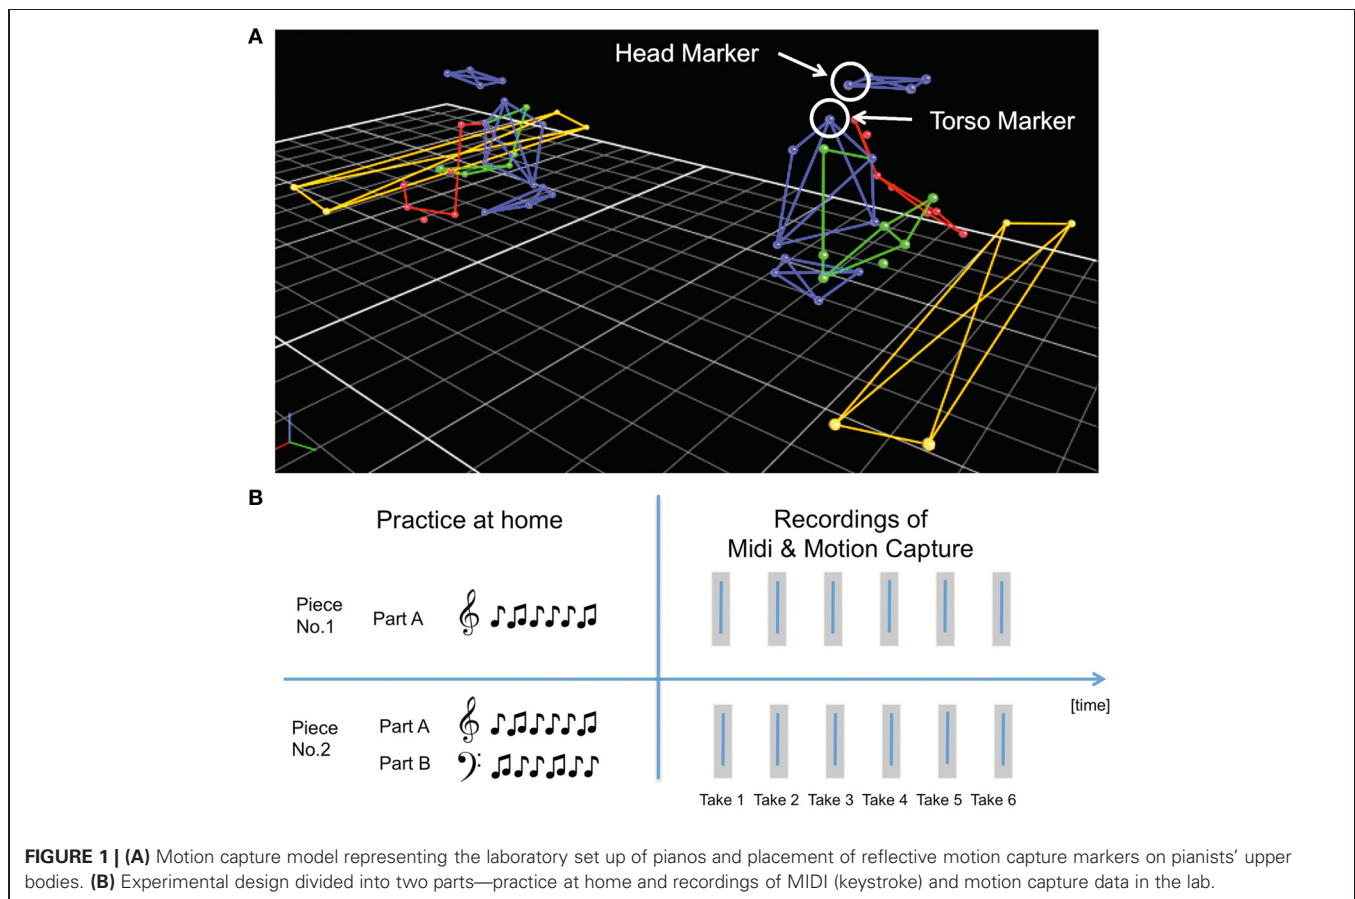 A
Head Marker
Torso Marker
B
Practice at home
Recordings of
Midi & Motion Capture
Piece
No.1
Part A
[time]
Piece
No.2
Part A
Part B
Take 1 Take 2 Take 3 Take 4 Take 5 Take 6
FIGURE 1 | (A) Motion capture model representing the laboratory set up of pianos and placement of reflective motion capture markers on pianists' upper
bodies. (B) Experimental design divided into two parts—practice at home and recordings of MIDI (keystroke) and motion capture data in the lab.